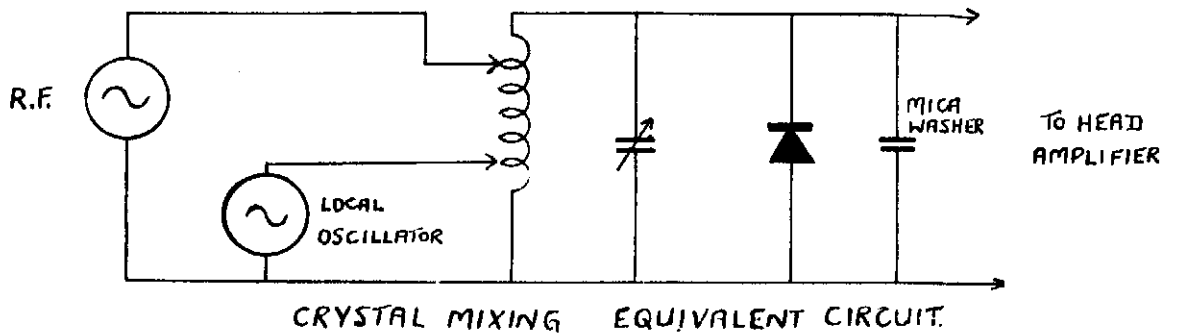 R.F.
LOCAL
OSCILLATOR
MICA
WASHER
TO HEAD
AMPLIFIER
CRYSTAL MIXING EQUIVALENT CIRCUIT.